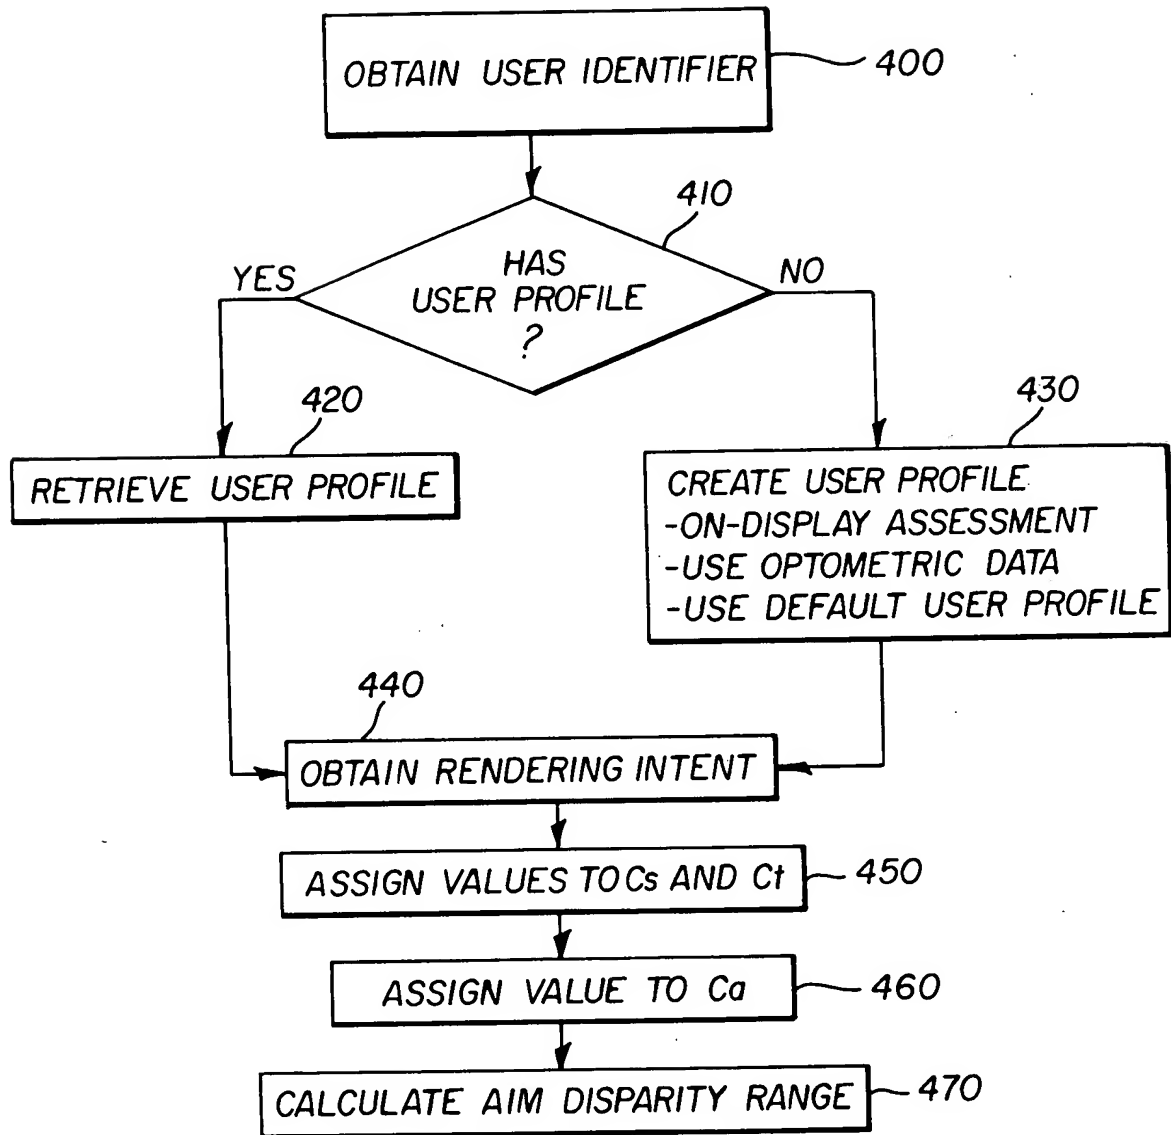 OBTAIN USER IDENTIFIER
400
410
HAS
USER PROFILE
?
YES
NO
420
RETRIEVE USER PROFILE
430
CREATE USER PROFILE
-ON-DISPLAY ASSESSMENT
-USE OPTOMETRIC DATA
-USE DEFAULT USER PROFILE
440
OBTAIN RENDERING INTENT
ASSIGN VALUES TO Cs AND Ct
450
ASSIGN VALUE TO Ca
460
CALCULATE AIM DISPARITY RANGE
470